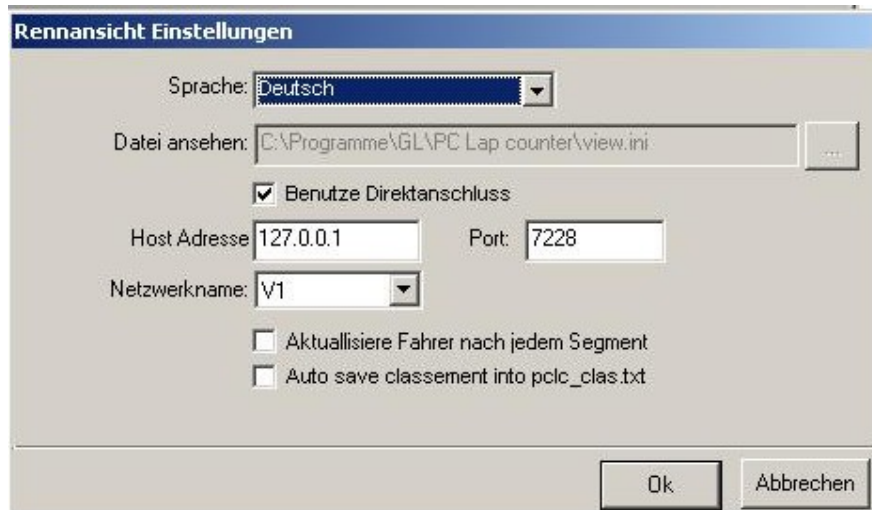 Rennansicht Einstellungen
Sprache: Deutsch
Datei ansehen: C:\Programme\GL\PC Lap counter\view.ini ...
Benutze Direktanschluss
Host Adresse 127.0.0.1 Port: 7228
Netzwerkname: V1
Aktuallisiere Fahrer nach jedem Segment
Auto save classement into pclc_clas.txt
Ok Abbrechen